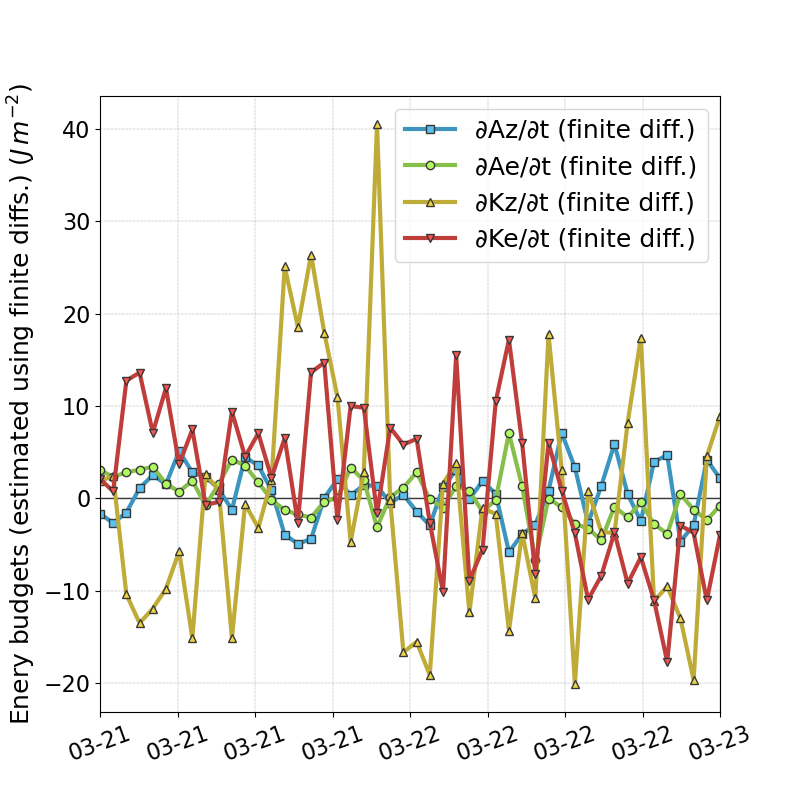 Enery budgets (estimated using finite diffs.) (J m⁻²)
40
30
20
10
0
−10
−20
∂Az/∂t (finite diff.)
∂Ae/∂t (finite diff.)
∂Kz/∂t (finite diff.)
∂Ke/∂t (finite diff.)
03-21 03-21 03-21 03-21 03-22 03-22 03-22 03-22 03-23